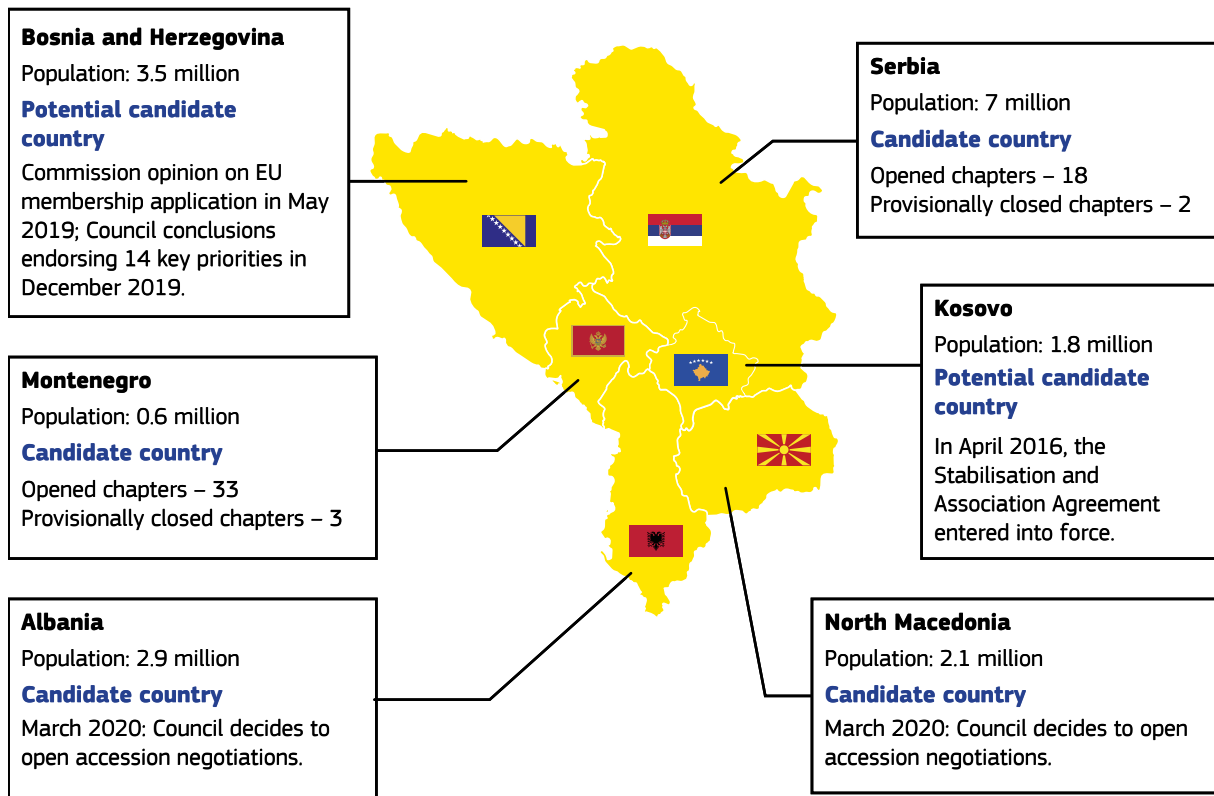 Bosnia and Herzegovina
Population: 3.5 million
Potential candidate
country
Commission opinion on EU
membership application in May
2019; Council conclusions
endorsing 14 key priorities in
December 2019.
Serbia
Population: 7 million
Candidate country
Opened chapters – 18
Provisionally closed chapters – 2
Kosovo
Population: 1.8 million
Potential candidate
country
In April 2016, the
Stabilisation and
Association Agreement
entered into force.
Montenegro
Population: 0.6 million
Candidate country
Opened chapters – 33
Provisionally closed chapters – 3
Albania
Population: 2.9 million
Candidate country
March 2020: Council decides to
open accession negotiations.
North Macedonia
Population: 2.1 million
Candidate country
March 2020: Council decides to open
accession negotiations.